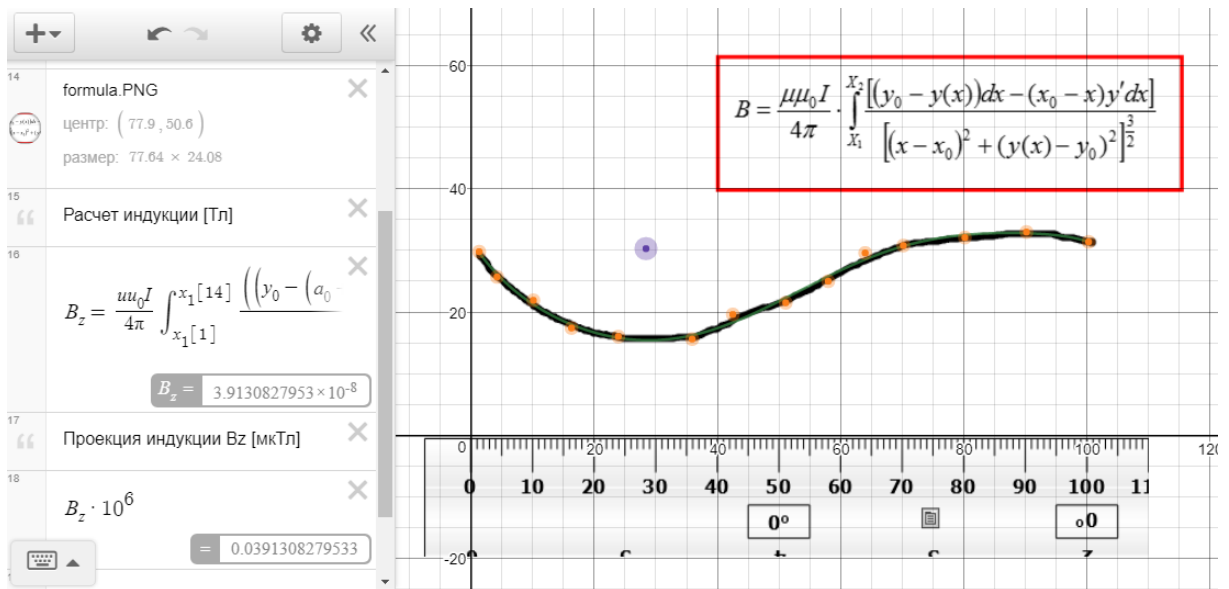 14
formula.PNG
центр: ( 77.9 , 50.6 )
размер: 77.64 × 24.08
15
Расчет индукции [Тл]
16
B_z = uu_0I / 4π ∫_{x_1[1]}^{x_1[14]} ((y_0 − (a_0 -
B_z = 3.9130827953×10^-8
17
Проекция индукции Bz [мкТл]
18
B_z · 10^6
= 0.0391308279533
B = μμ_0I / 4π · ∫_{X_1}^{X_2} [(y_0 − y(x))dx − (x_0 − x)y'dx] / [(x − x_0)^2 + (y(x) − y_0)^2]^{3/2}
60
40
20
0 20 40 60 80 100 120
0 10 20 30 40 50 60 70 80 90 100 11
0º ₀0
-20